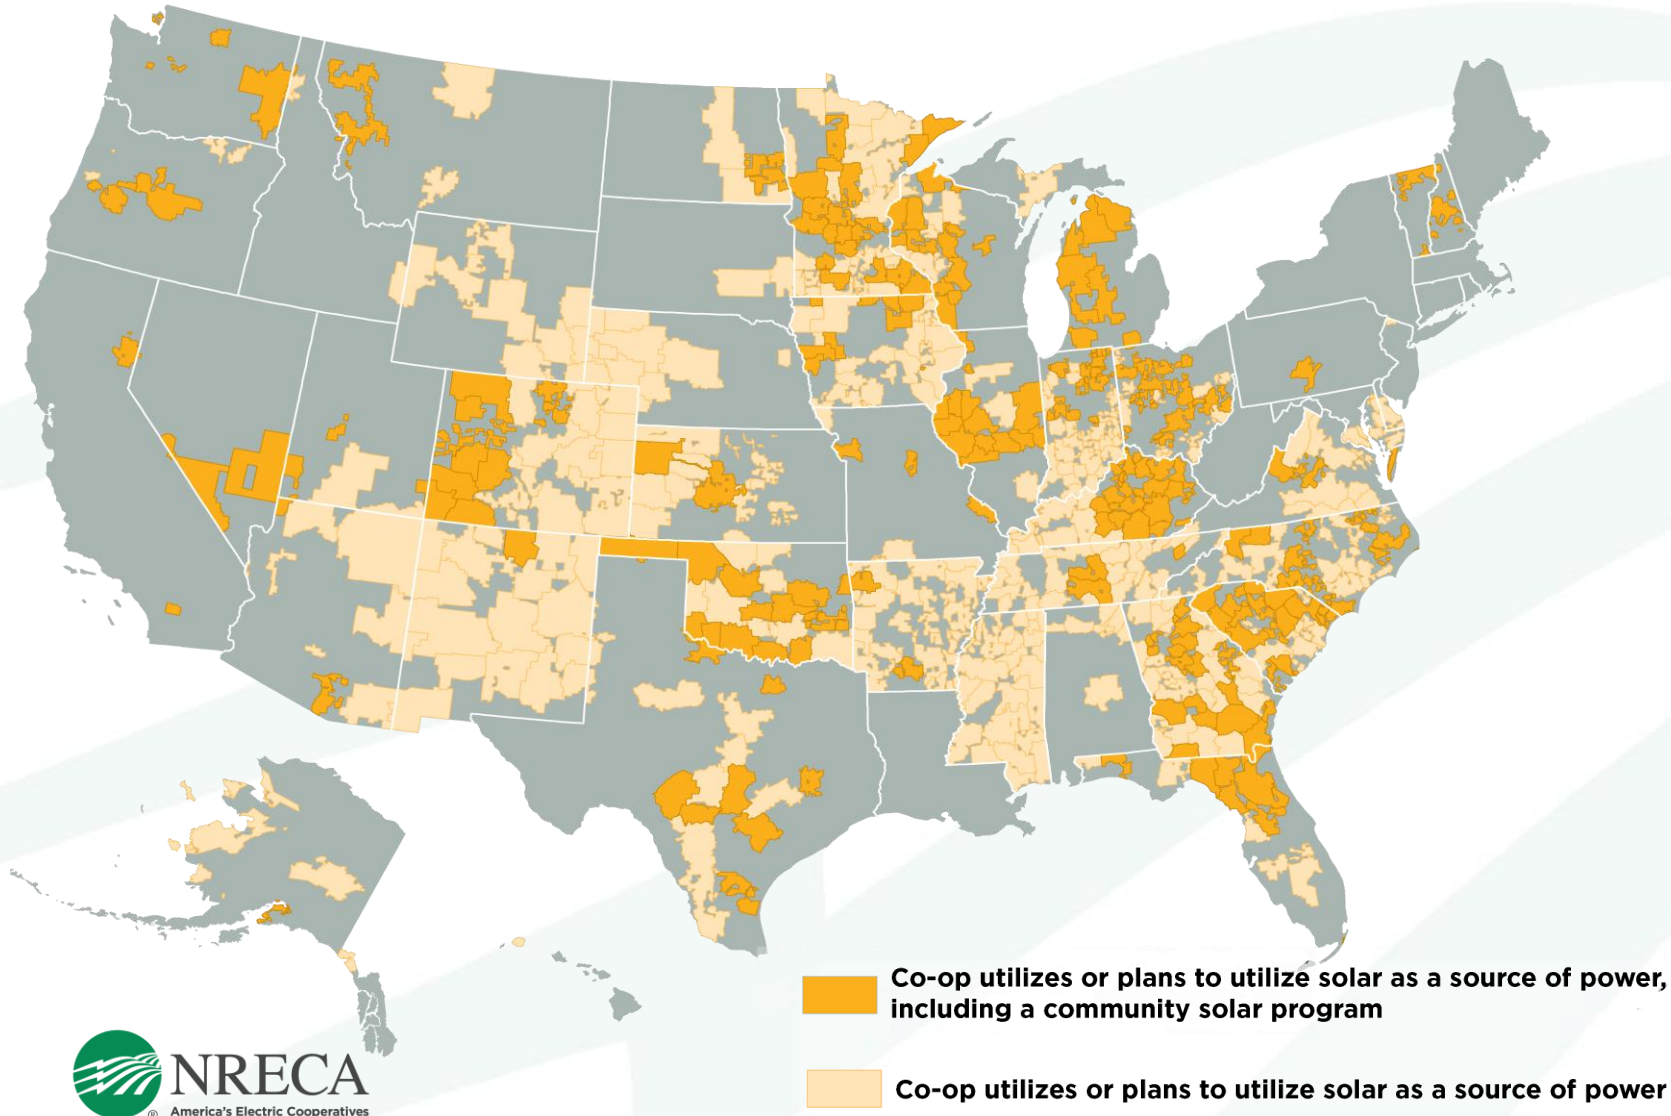 Co-op utilizes or plans to utilize solar as a source of power,
including a community solar program
Co-op utilizes or plans to utilize solar as a source of power
NRECA
®
America's Electric Cooperatives